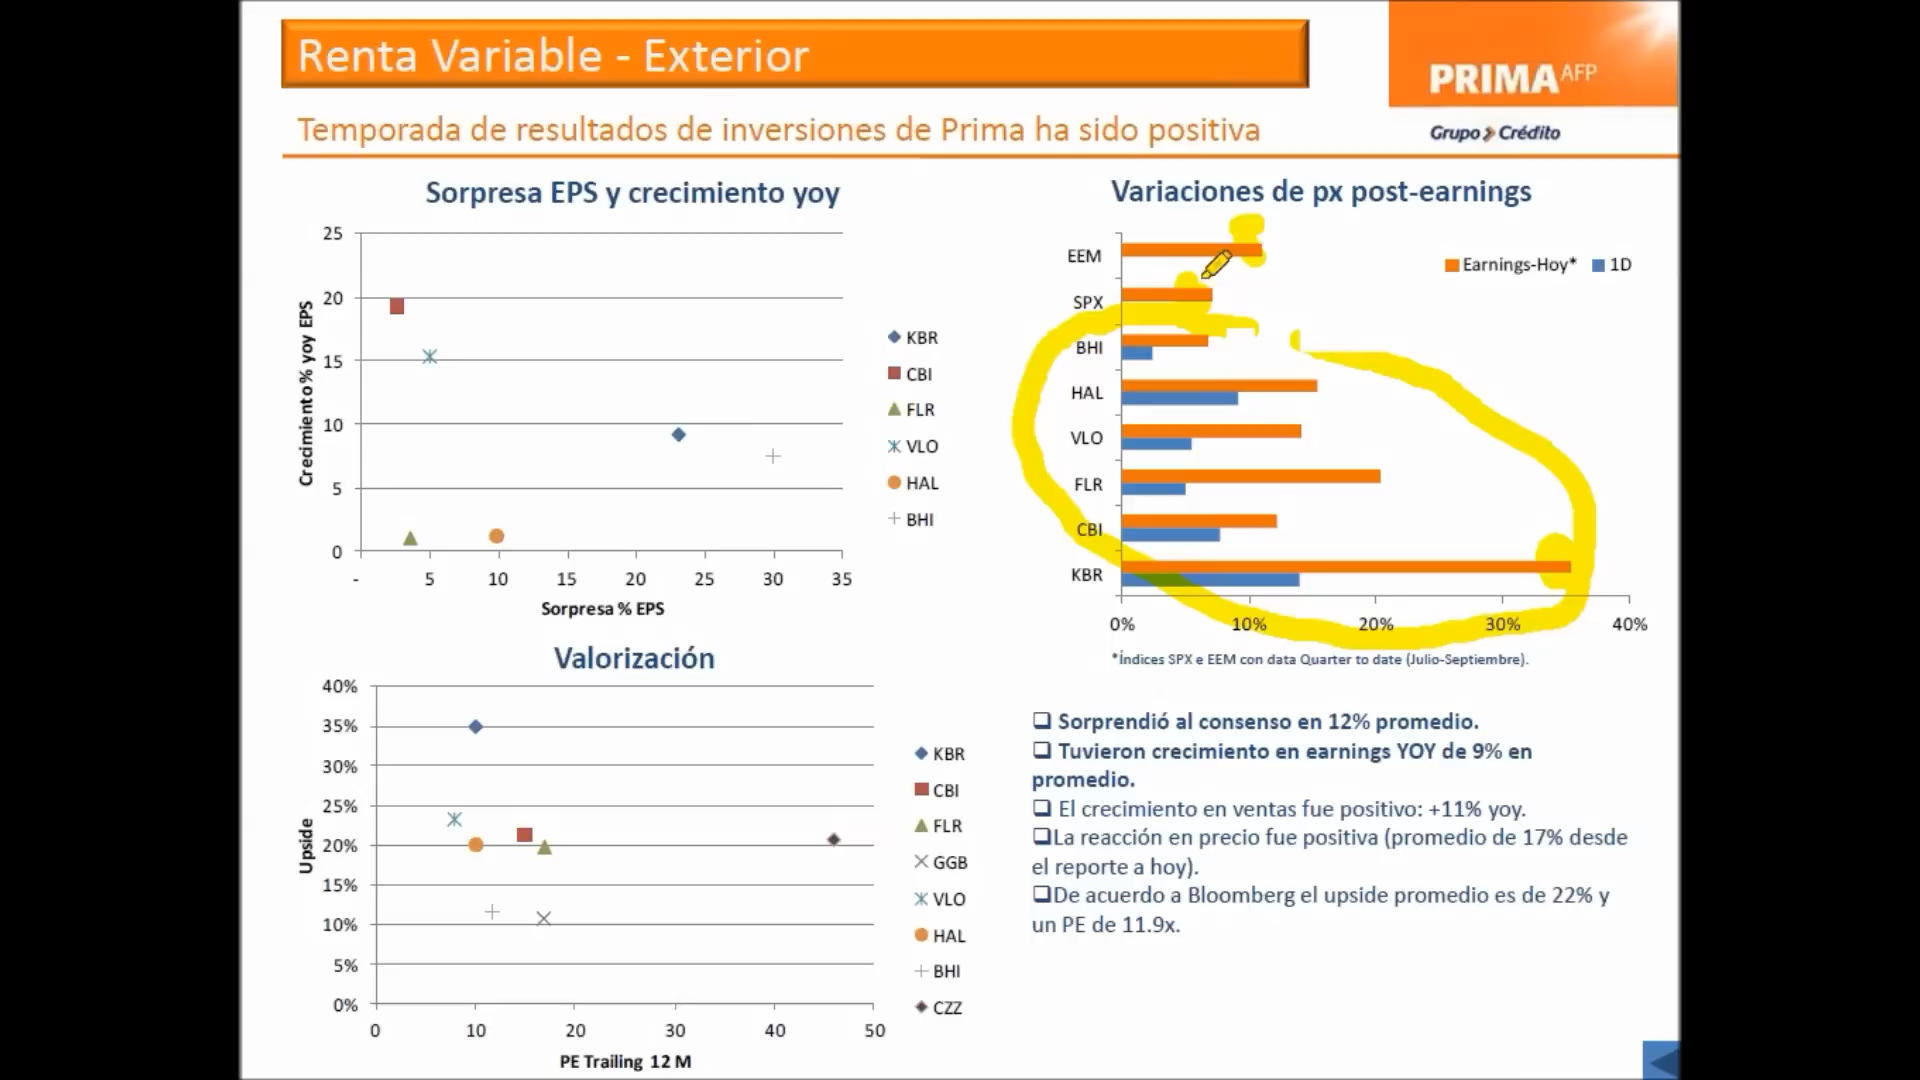 Renta Variable - Exterior
PRIMA AFP
Grupo Crédito
Temporada de resultados de inversiones de Prima ha sido positiva
Sorpresa EPS y crecimiento yoy
25
20
15
10
5
0
Crecimiento% yoy EPS
-
5
10
15
20
25
30
35
Sorpresa % EPS
KBR
CBI
FLR
VLO
HAL
BHI
Variaciones de px post-earnings
EEM
SPX
BHI
HAL
VLO
FLR
CBI
KBR
Earnings-Hoy*
1D
0%
10%
20%
30%
40%
*Índices SPX e EEM con data Quarter to date (Julio-Septiembre).
Valorización
40%
35%
30%
25%
20%
15%
10%
5%
0%
Upside
0
10
20
30
40
50
PE Trailing 12 M
KBR
CBI
FLR
GGB
VLO
HAL
BHI
CZZ
❑ Sorprendió al consenso en 12% promedio.
❑ Tuvieron crecimiento en earnings YOY de 9% en
promedio.
❑ El crecimiento en ventas fue positivo: +11% yoy.
❑La reacción en precio fue positiva (promedio de 17% desde
el reporte a hoy).
❑De acuerdo a Bloomberg el upside promedio es de 22% y
un PE de 11.9x.